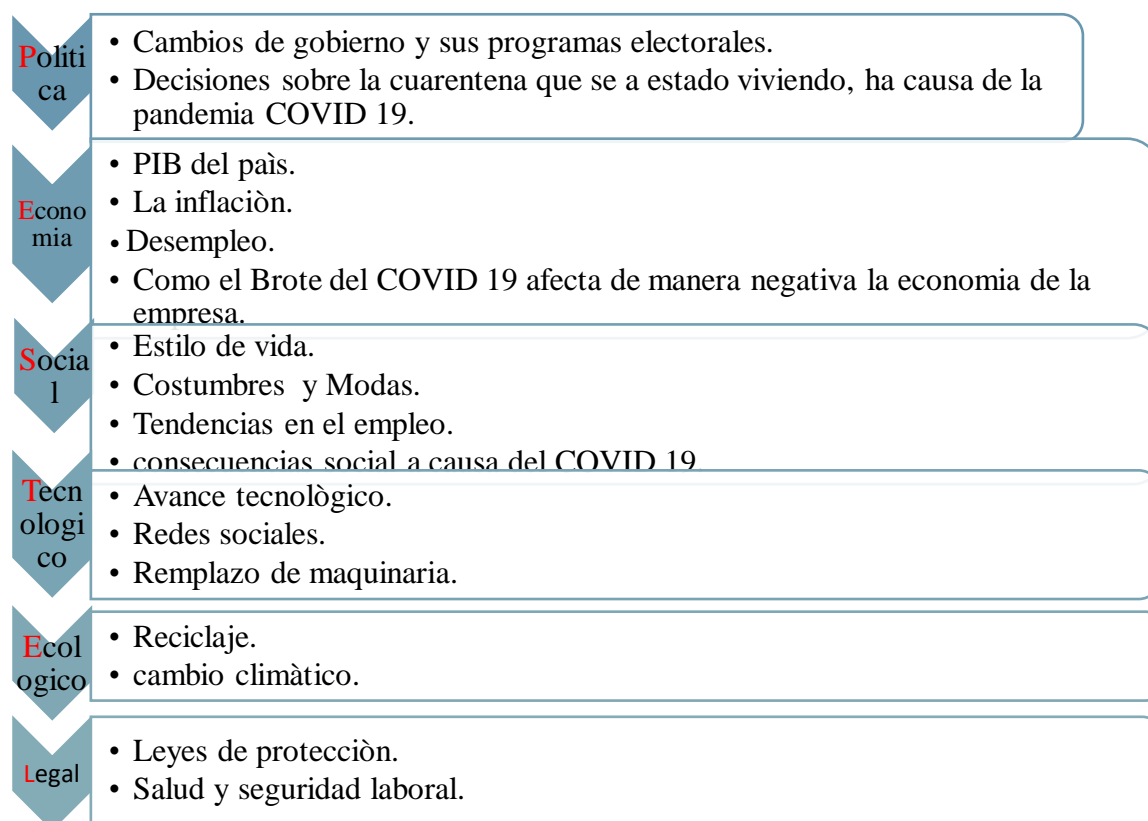 Politi
ca
• Cambios de gobierno y sus programas electorales.
• Decisiones sobre la cuarentena que se a estado viviendo, ha causa de la
pandemia COVID 19.
Econo
mia
• PIB del paìs.
• La inflaciòn.
• Desempleo.
• Como el Brote del COVID 19 afecta de manera negativa la economia de la
empresa.
Socia
l
• Estilo de vida.
• Costumbres y Modas.
• Tendencias en el empleo.
• consecuencias social a causa del COVID 19.
Tecn
ologi
co
• Avance tecnològico.
• Redes sociales.
• Remplazo de maquinaria.
Ecol
ogico
• Reciclaje.
• cambio climàtico.
Legal
• Leyes de protecciòn.
• Salud y seguridad laboral.